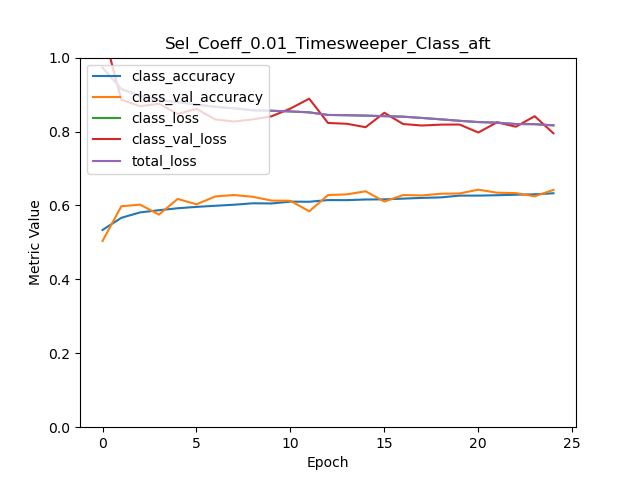 Sel_Coeff_0.01_Timesweeper_Class_aft
1.0
0.8
0.6
0.4
0.2
0.0
Metric Value
class_accuracy
class_val_accuracy
class_loss
class_val_loss
total_loss
0 5 10 15 20 25
Epoch